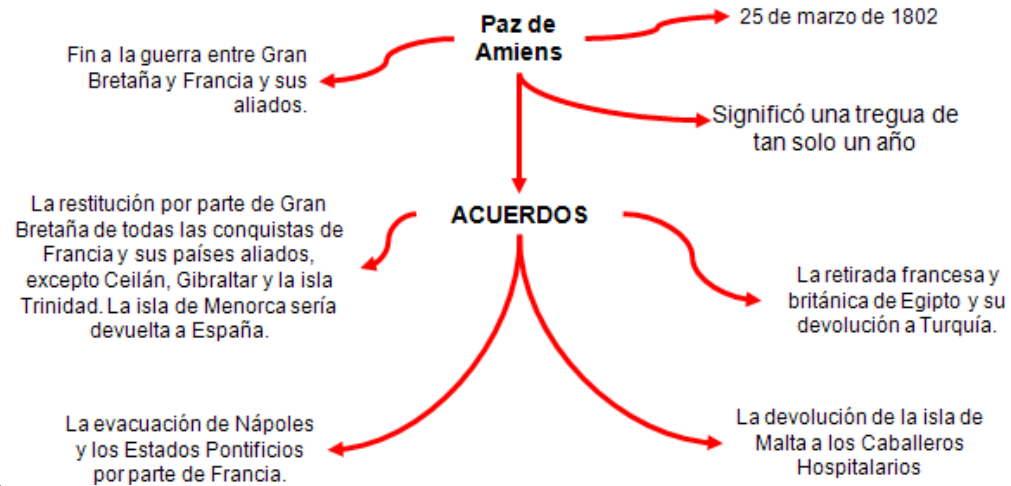 Paz de
Amiens
25 de marzo de 1802
Fin a la guerra entre Gran
Bretaña y Francia y sus
aliados.
Significó una tregua de
tan solo un año
ACUERDOS
La restitución por parte de Gran
Bretaña de todas las conquistas de
Francia y sus países aliados,
excepto Ceilán, Gibraltar y la isla
Trinidad. La isla de Menorca sería
devuelta a España.
La retirada francesa y
británica de Egipto y su
devolución a Turquía.
La evacuación de Nápoles
y los Estados Pontificios
por parte de Francia.
La devolución de la isla de
Malta a los Caballeros
Hospitalarios